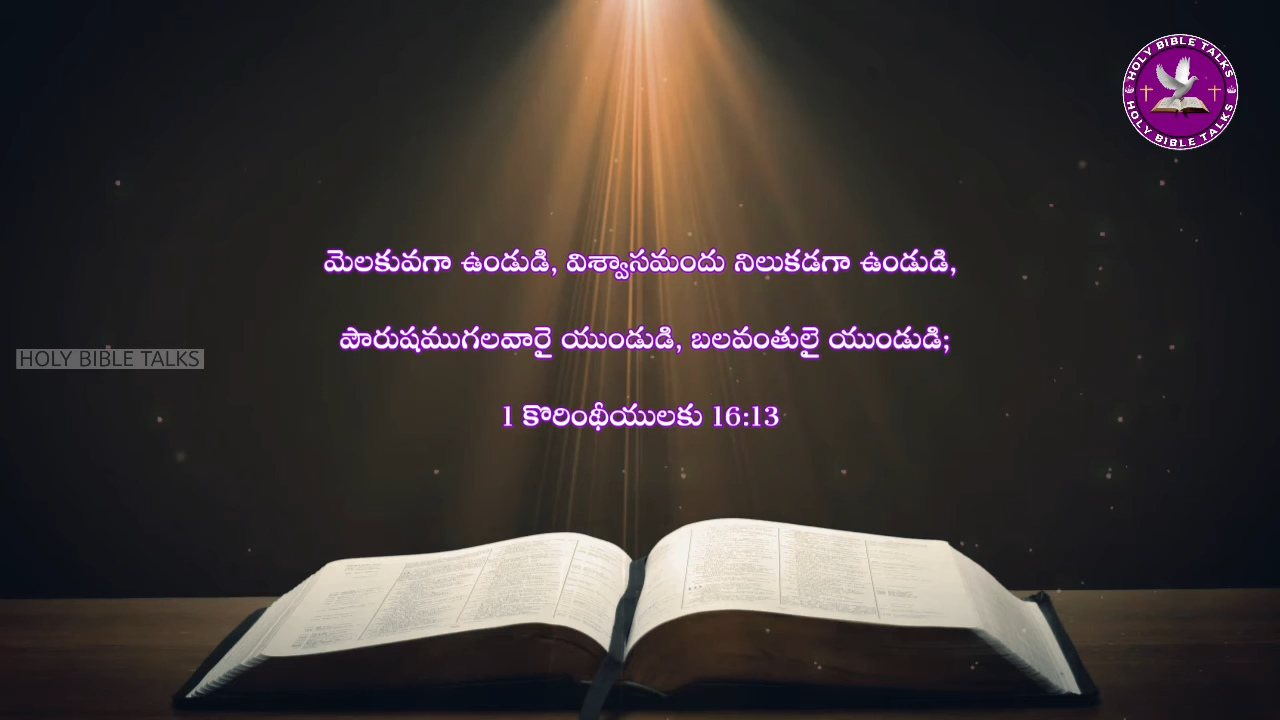 HOLY BIBLE TALKS
HOLY BIBLE TALKS
మెలకువగా ఉండుడి, విశ్వాసమందు నిలుకడగా ఉండుడి,
పౌరుషముగలవారై యుండుడి, బలవంతులై యుండుడి;
HOLY BIBLE TALKS
1 కొరింథీయులకు 16:13